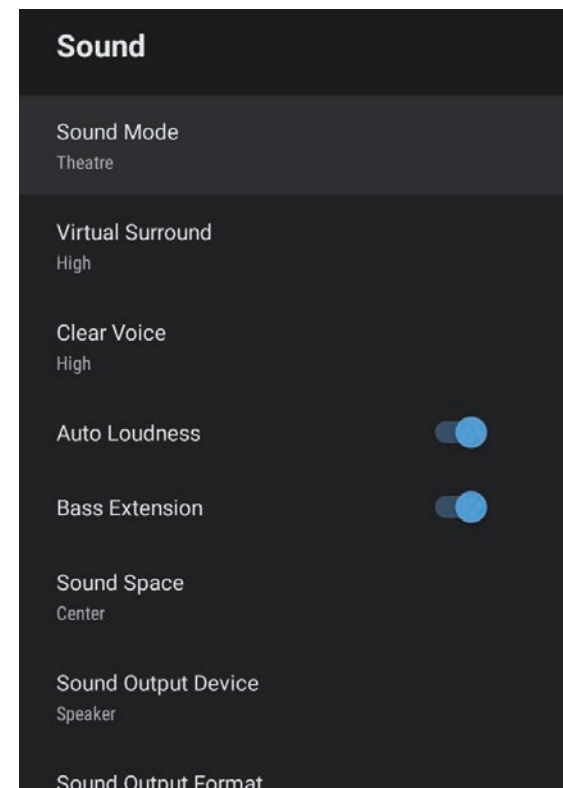 Sound
Sound Mode
Theatre
Virtual Surround
High
Clear Voice
High
Auto Loudness
Bass Extension
Sound Space
Center
Sound Output Device
Speaker
Sound Output Format